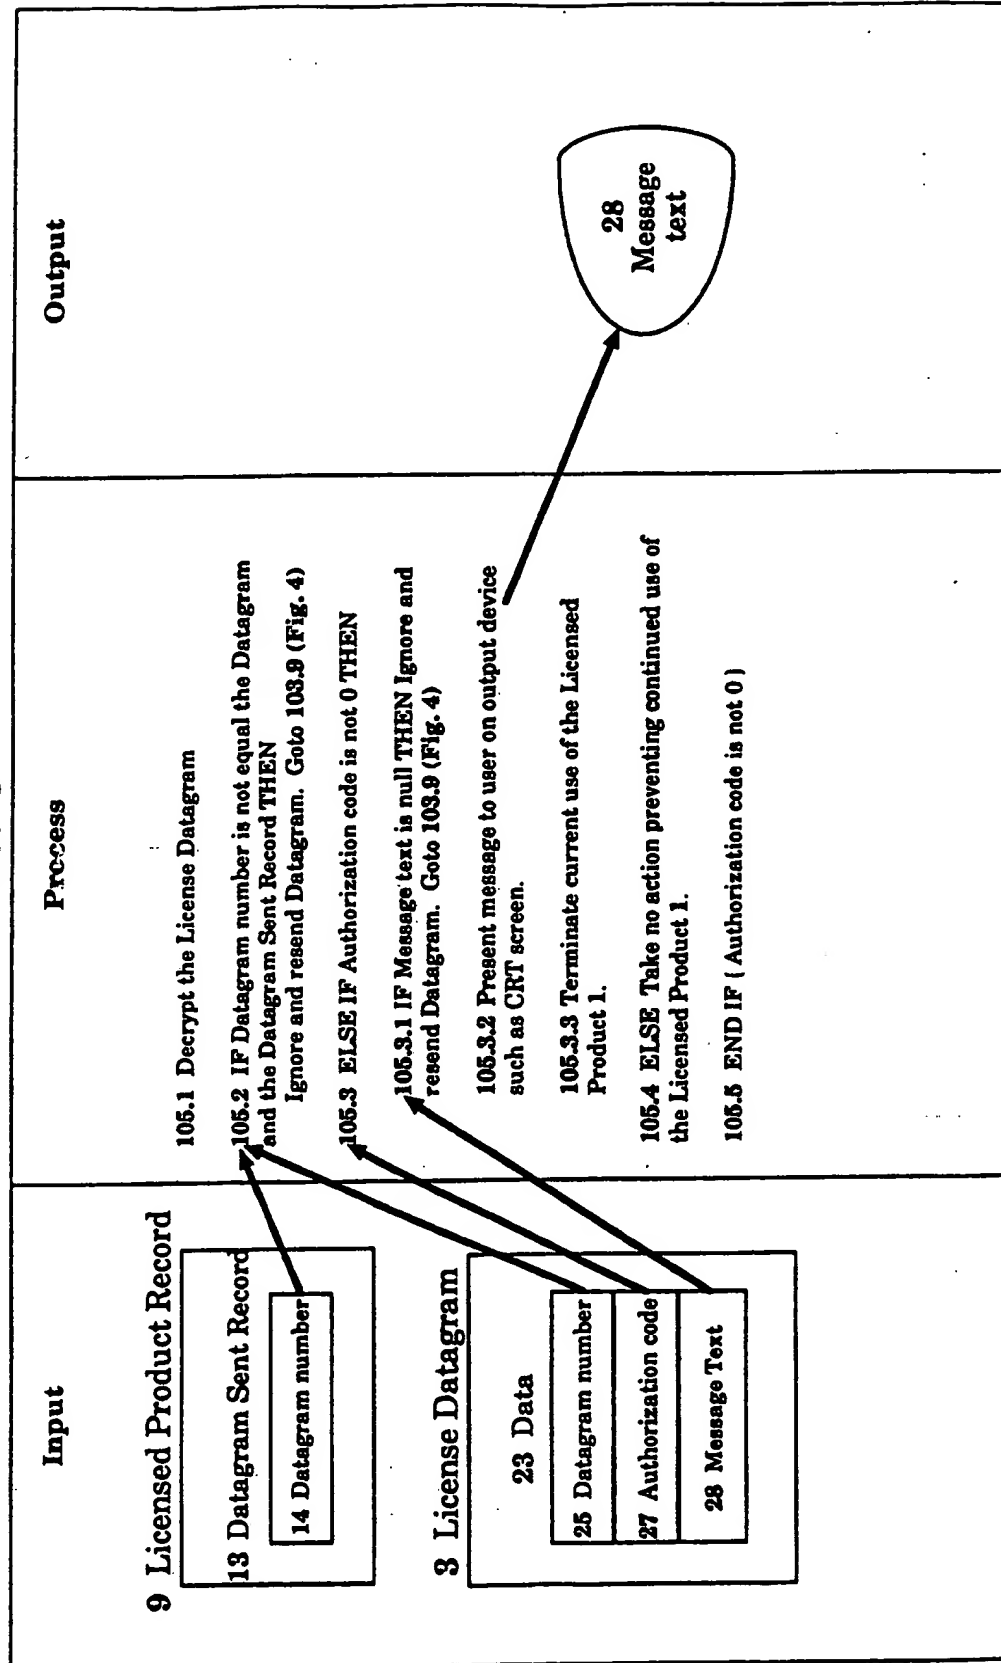 Input
Process
Output
9 Licensed Product Record
13 Datagram Sent Record
14 Datagram number
3 License Datagram
23 Data
25 Datagram number
27 Authorization code
28 Message Text
105.1 Decrypt the License Datagram
105.2 IF Datagram number is not equal the Datagram
and the Datagram Sent Record THEN
Ignore and resend Datagram. Goto 103.9 (Fig. 4)
105.3 ELSE IF Authorization code is not 0 THEN
105.3.1 IF Message text is null THEN Ignore and
resend Datagram. Goto 103.9 (Fig. 4)
105.3.2 Present message to user on output device
such as CRT screen.
105.3.3 Terminate current use of the Licensed
Product 1.
105.4 ELSE Take no action preventing continued use of
the Licensed Product 1.
105.5 END IF { Authorization code is not 0 }
28
Message
text